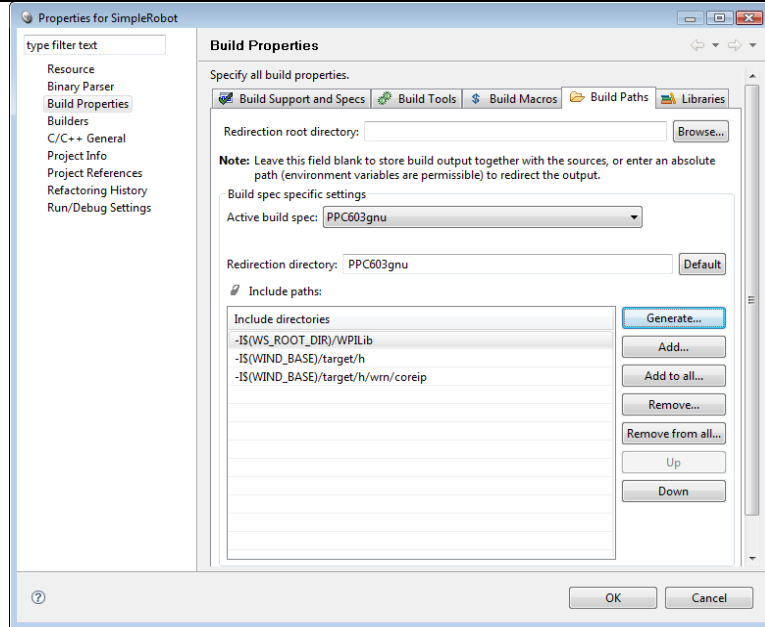 Properties for SimpleRobot
type filter text
Resource
Binary Parser
Build Properties
Builders
C/C++ General
Project Info
Project References
Refactoring History
Run/Debug Settings
Build Properties
Specify all build properties.
Build Support and Specs
Build Tools
$ Build Macros
Build Paths
Libraries
Redirection root directory:
Browse...
Note: Leave this field blank to store build output together with the sources, or enter an absolute
path (environment variables are permissible) to redirect the output.
Build spec specific settings
Active build spec: PPC603gnu
Redirection directory: PPC603gnu
Default
Include paths:
Include directories
-I$(WS_ROOT_DIR)/WPILib
-I$(WIND_BASE)/target/h
-I$(WIND_BASE)/target/h/wrn/coreip
Generate...
Add...
Add to all...
Remove...
Remove from all...
Up
Down
?
OK
Cancel